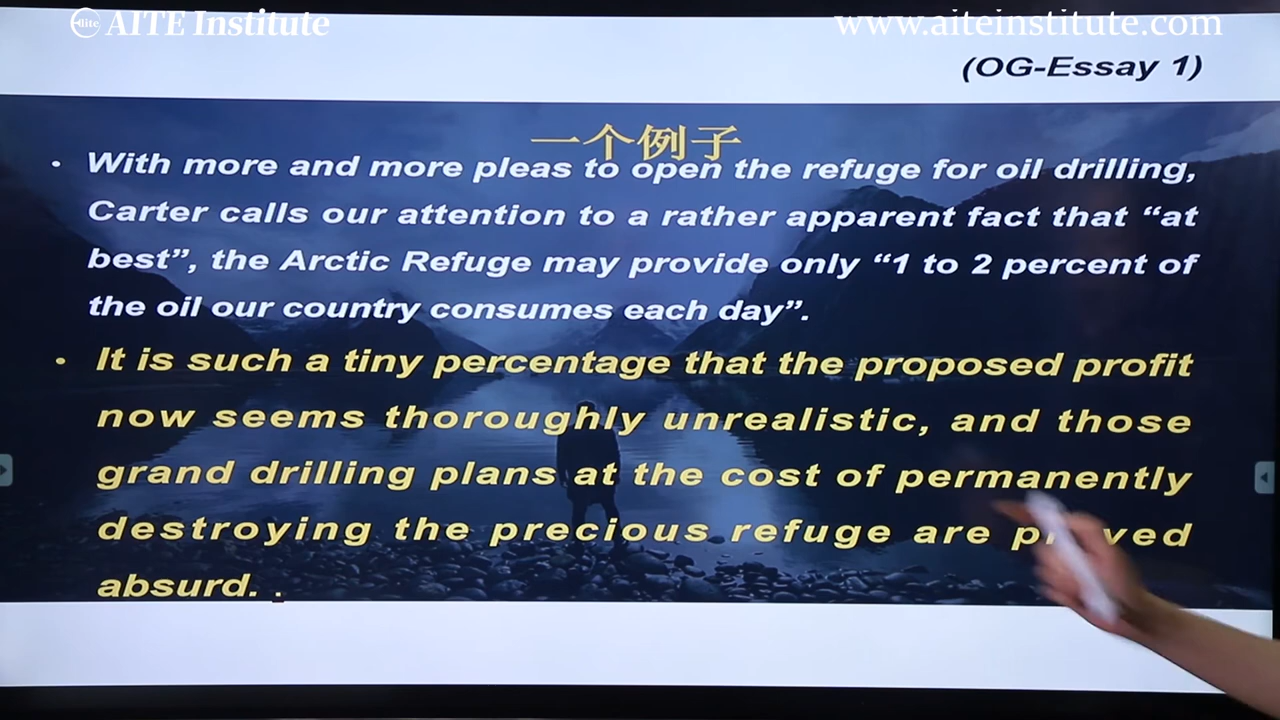 AITE Institute
www.aiteinstitute.com
(OG-Essay 1)
一个例子
• With more and more pleas to open the refuge for oil drilling,
Carter calls our attention to a rather apparent fact that “at
best”, the Arctic Refuge may provide only “1 to 2 percent of
the oil our country consumes each day”.
• It is such a tiny percentage that the proposed profit
now seems thoroughly unrealistic, and those
grand drilling plans at the cost of permanently
destroying the precious refuge are
absurd. .